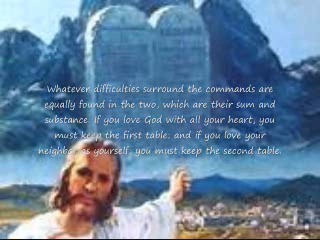 Whatever difficulties surround the commands are
equally found in the two, which are their sum and
substance. If you love God with all your heart, you
must keep the first table; and if you love your
neighbor as yourself, you must keep the second table.